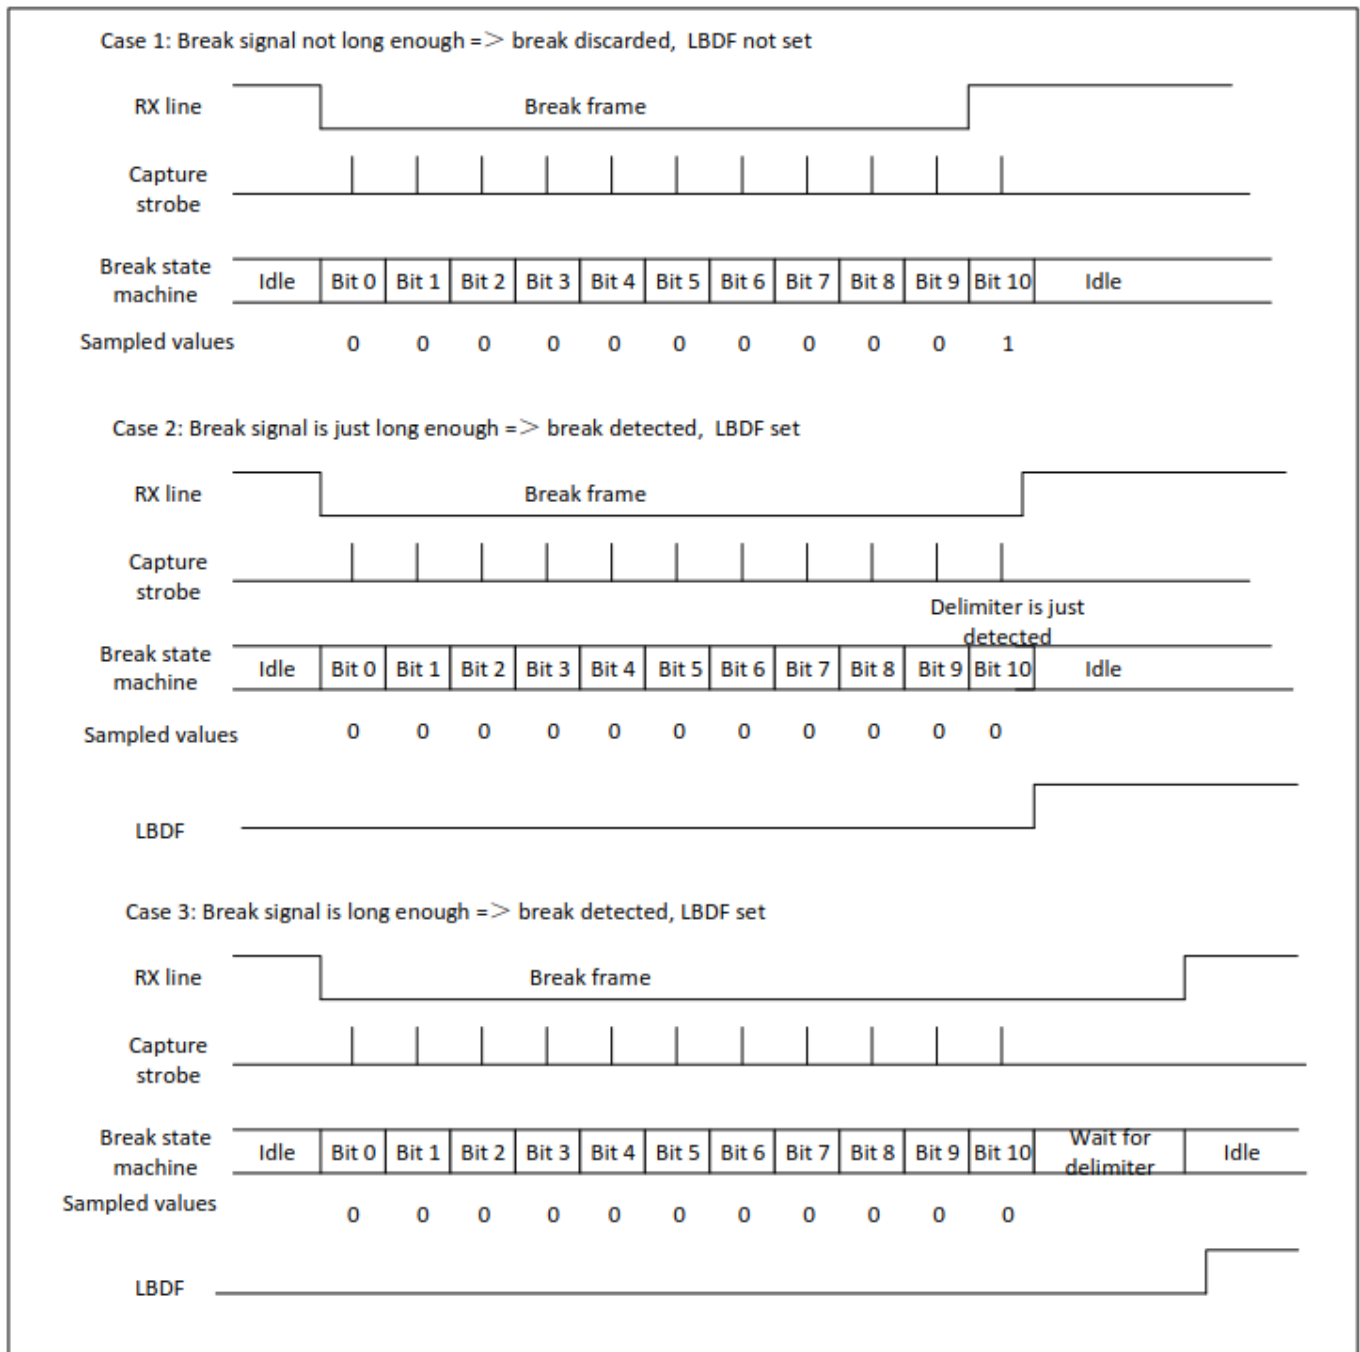 Case 1: Break signal not long enough => break discarded, LBDF not set
RX line
Break frame
Capture
strobe
Break state
machine
Idle Bit 0 Bit 1 Bit 2 Bit 3 Bit 4 Bit 5 Bit 6 Bit 7 Bit 8 Bit 9 Bit 10 Idle
Sampled values 0 0 0 0 0 0 0 0 0 0 1
Case 2: Break signal is just long enough => break detected, LBDF set
RX line
Break frame
Capture
strobe
Delimiter is just
detected
Break state
machine
Idle Bit 0 Bit 1 Bit 2 Bit 3 Bit 4 Bit 5 Bit 6 Bit 7 Bit 8 Bit 9 Bit 10 Idle
Sampled values 0 0 0 0 0 0 0 0 0 0 0
LBDF
Case 3: Break signal is long enough => break detected, LBDF set
RX line
Break frame
Capture
strobe
Break state
machine
Idle Bit 0 Bit 1 Bit 2 Bit 3 Bit 4 Bit 5 Bit 6 Bit 7 Bit 8 Bit 9 Bit 10
Wait for
delimiter
Idle
Sampled values 0 0 0 0 0 0 0 0 0 0 0
LBDF